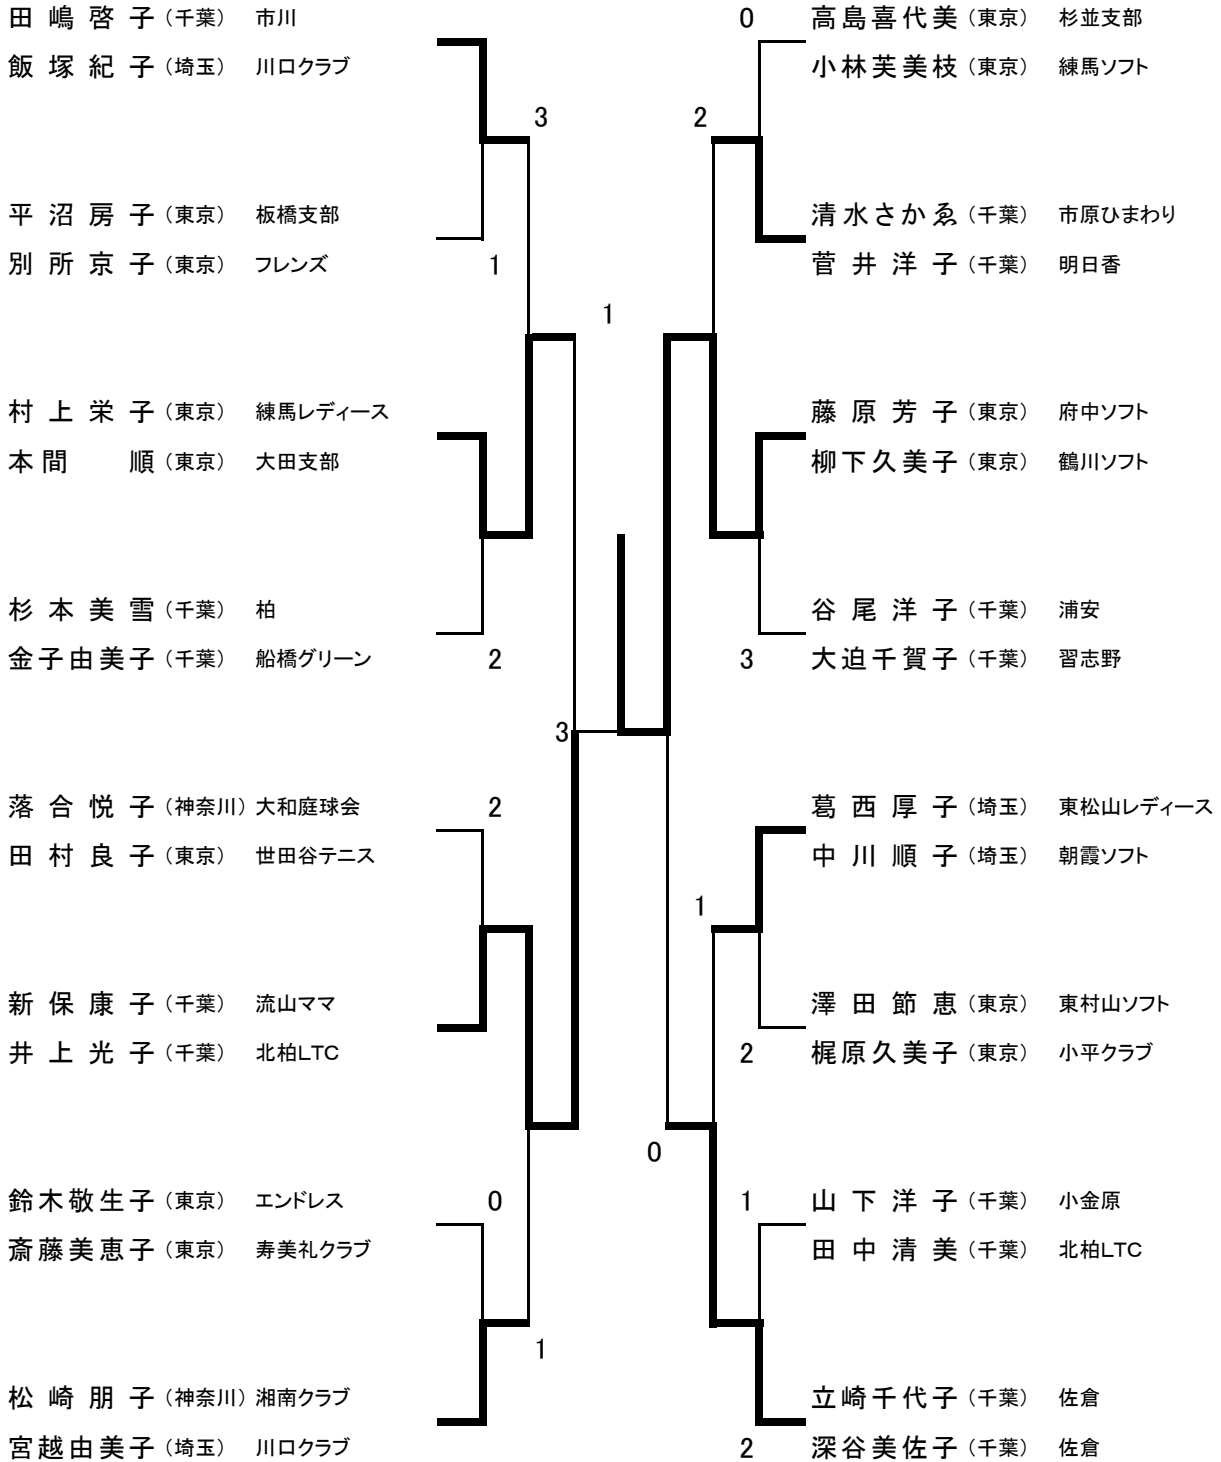 田嶋啓子（千葉） 市川
飯塚紀子（埼玉） 川口クラブ
3
平沼房子（東京） 板橋支部
別所京子（東京） フレンズ
1
1
村上栄子（東京） 練馬レディース
本間 順（東京） 大田支部
杉本美雪（千葉） 柏
金子由美子（千葉） 船橋グリーン
2
3
落合悦子（神奈川） 大和庭球会
2
田村良子（東京） 世田谷テニス
新保康子（千葉） 流山ママ
井上光子（千葉） 北柏LTC
鈴木敬生子（東京） エンドレス
0
斎藤美恵子（東京） 寿美礼クラブ
1
松崎朋子（神奈川） 湘南クラブ
宮越由美子（埼玉） 川口クラブ
0
高島喜代美（東京） 杉並支部
小林芙美枝（東京） 練馬ソフト
2
清水さかゑ（千葉） 市原ひまわり
菅井洋子（千葉） 明日香
藤原芳子（東京） 府中ソフト
柳下久美子（東京） 鶴川ソフト
谷尾洋子（千葉） 浦安
3
大迫千賀子（千葉） 習志野
葛西厚子（埼玉） 東松山レディース
中川順子（埼玉） 朝霞ソフト
1
澤田節恵（東京） 東村山ソフト
2
梶原久美子（東京） 小平クラブ
0
1
山下洋子（千葉） 小金原
田中清美（千葉） 北柏LTC
立崎千代子（千葉） 佐倉
2
深谷美佐子（千葉） 佐倉